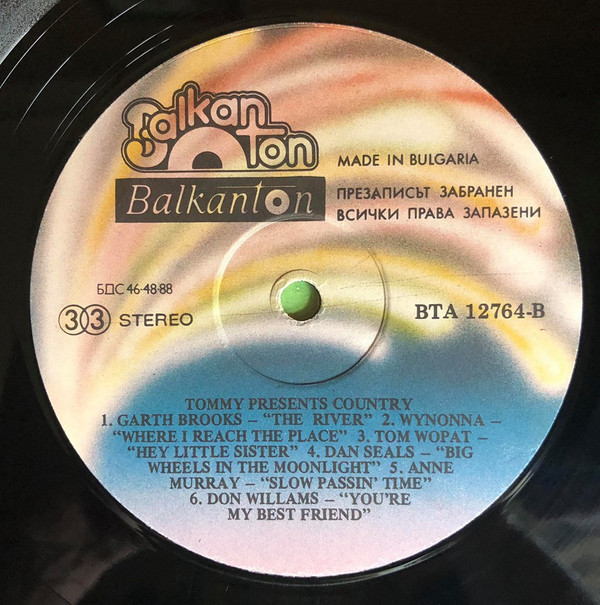 Balkan
ton
Balkanton
MADE IN BULGARIA
ПРЕЗАПИСЪТ ЗАБРАНЕН
ВСИЧКИ ПРАВА ЗАПАЗЕНИ
БДС 46-48-88
33 STEREO
BTA 12764-B
TOMMY PRESENTS COUNTRY
1. GARTH BROOKS – “THE RIVER” 2. WYNONNA –
“WHERE I REACH THE PLACE” 3. TOM WOPAT –
“HEY LITTLE SISTER” 4. DAN SEALS – “BIG
WHEELS IN THE MOONLIGHT” 5. ANNE
MURRAY – “SLOW PASSIN’ TIME”
6. DON WILLAMS – “YOU’RE
MY BEST FRIEND”